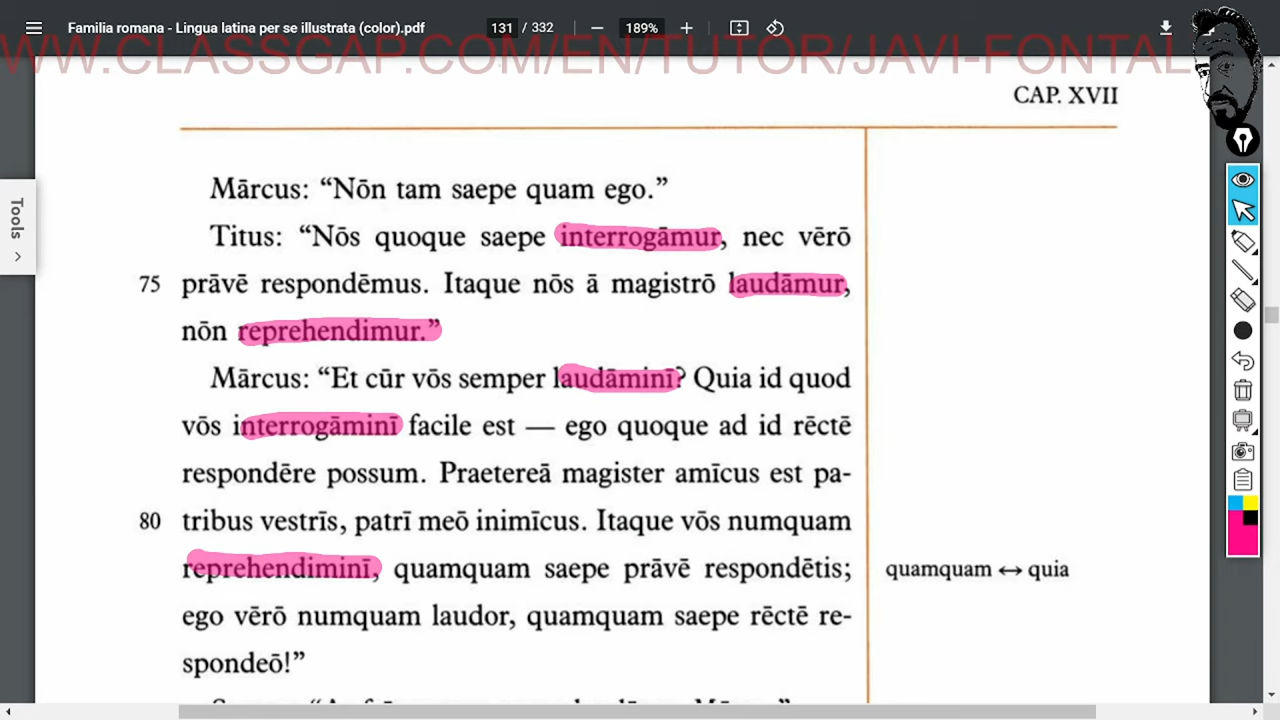 Familia romana - Lingua latina per se illustrata (color).pdf
131 / 332
189%
WWW.CLASSGAP.COM/EN/TUTOR/JAVI-FONTAL
CAP. XVII
Tools
Mārcus: “Nōn tam saepe quam ego.”
Titus: “Nōs quoque saepe interrogāmur, nec vērō
75 prāvē respondēmus. Itaque nōs ā magistrō laudāmur,
nōn reprehendimur.”
Mārcus: “Et cūr vōs semper laudāminī? Quia id quod
vōs interrogāminī facile est — ego quoque ad id rēctē
respondēre possum. Praetereā magister amīcus est pa-
80 tribus vestrīs, patrī meō inimīcus. Itaque vōs numquam
reprehendiminī, quamquam saepe prāvē respondētis;
quamquam ↔ quia
ego vērō numquam laudor, quamquam saepe rēctē re-
spondeō!”